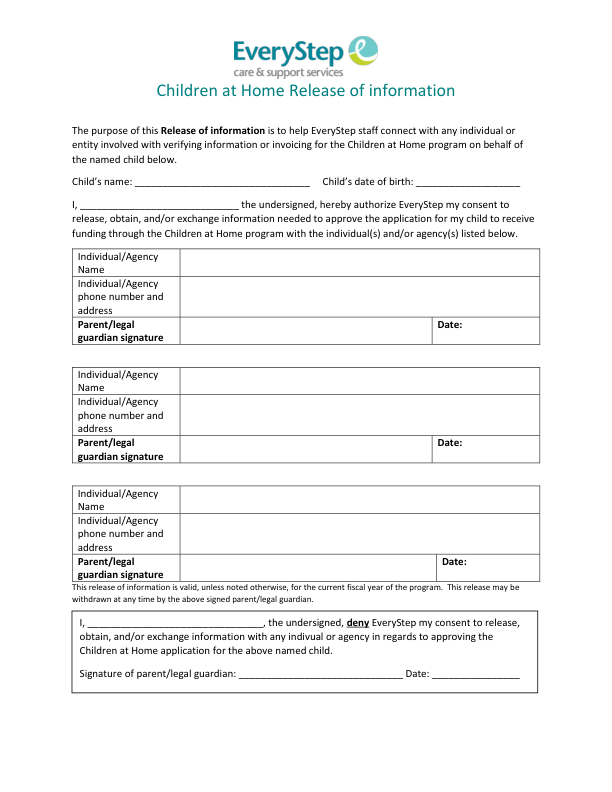 EveryStep
care & support services
Children at Home Release of information
The purpose of this Release of information is to help EveryStep staff connect with any individual or
entity involved with verifying information or invoicing for the Children at Home program on behalf of
the named child below.
Child's name: ________________________________ Child's date of birth: ___________________
I, _____________________________ the undersigned, hereby authorize EveryStep my consent to
release, obtain, and/or exchange information needed to approve the application for my child to receive
funding through the Children at Home program with the individual(s) and/or agency(s) listed below.
Individual/Agency
Name
Individual/Agency
phone number and
address
Parent/legal
guardian signature
Date:
Individual/Agency
Name
Individual/Agency
phone number and
address
Parent/legal
guardian signature
Date:
Individual/Agency
Name
Individual/Agency
phone number and
address
Parent/legal
guardian signature
Date:
This release of information is valid, unless noted otherwise, for the current fiscal year of the program. This release may be
withdrawn at any time by the above signed parent/legal guardian.
I, ________________________________, the undersigned, deny EveryStep my consent to release,
obtain, and/or exchange information with any indivual or agency in regards to approving the
Children at Home application for the above named child.
Signature of parent/legal guardian: ______________________________ Date: ________________